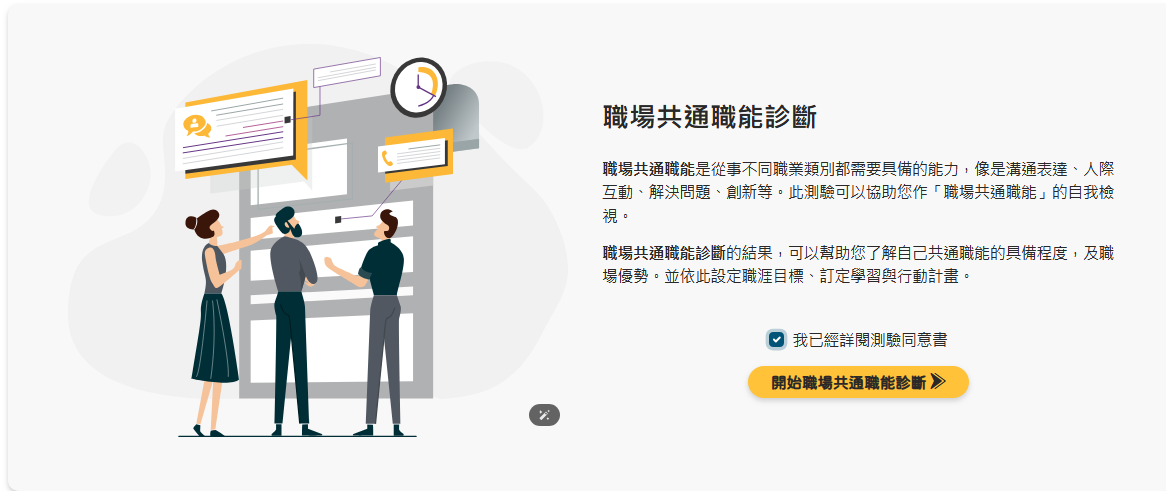 職場共通職能診斷
職場共通職能是從事不同職業類別都需要具備的能力，像是溝通表達、人際
互動、解決問題、創新等。此測驗可以協助您作「職場共通職能」的自我檢
視。
職場共通職能診斷的結果，可以幫助您了解自己共通職能的具備程度，及職
場優勢。並依此設定職涯目標、訂定學習與行動計畫。
我已經詳閱測驗同意書
開始職場共通職能診斷